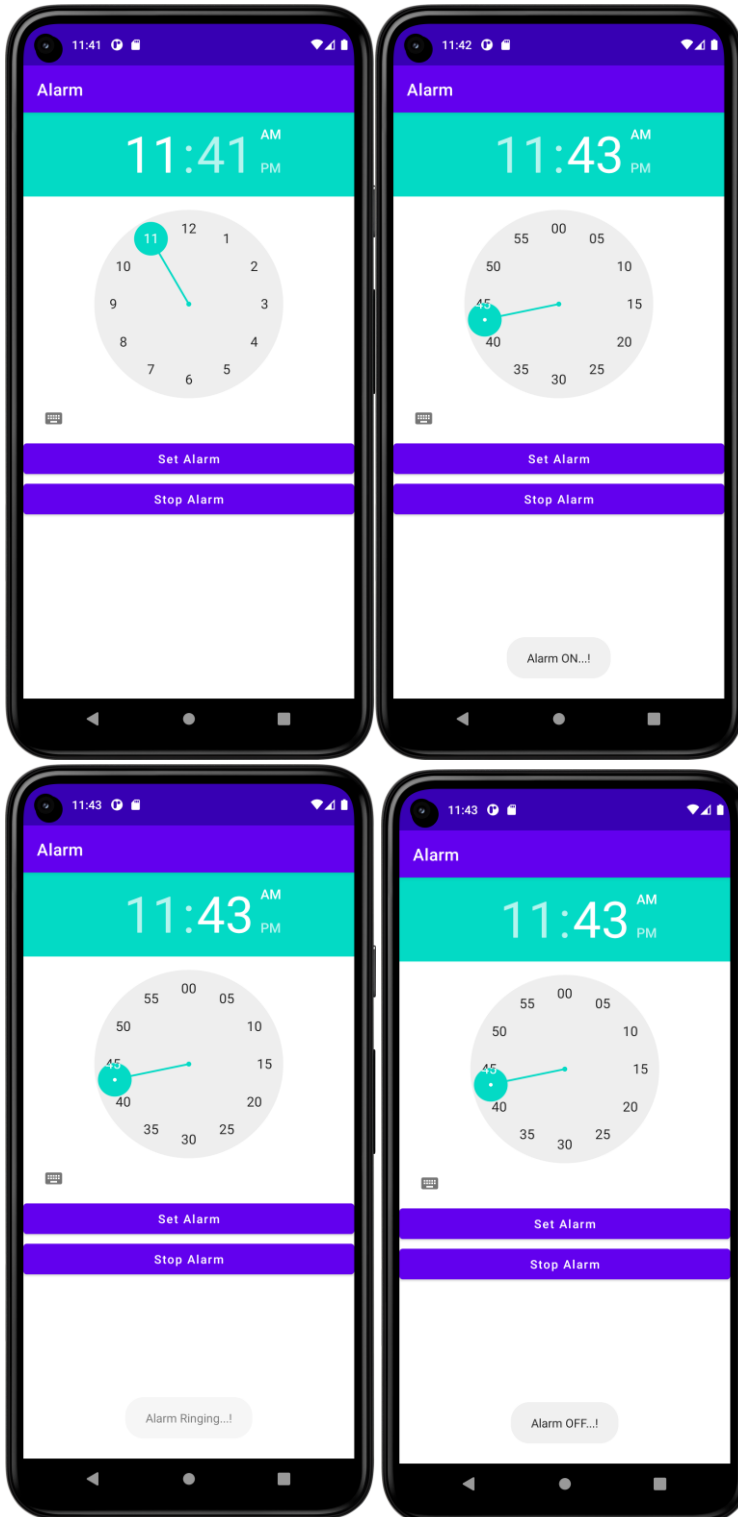 11:41
Alarm
11:41
AM
PM
12
11
1
10
2
9
3
8
4
7
5
6
Set Alarm
Stop Alarm
11:42
Alarm
11:43
AM
PM
00
55
05
50
10
45
15
40
20
35
25
30
Set Alarm
Stop Alarm
Alarm ON...!
11:43
Alarm
11:43
AM
PM
00
55
05
50
10
45
15
40
20
35
25
30
Set Alarm
Stop Alarm
Alarm Ringing...!
11:43
Alarm
11:43
AM
PM
00
55
05
50
10
45
15
40
20
35
25
30
Set Alarm
Stop Alarm
Alarm OFF...!